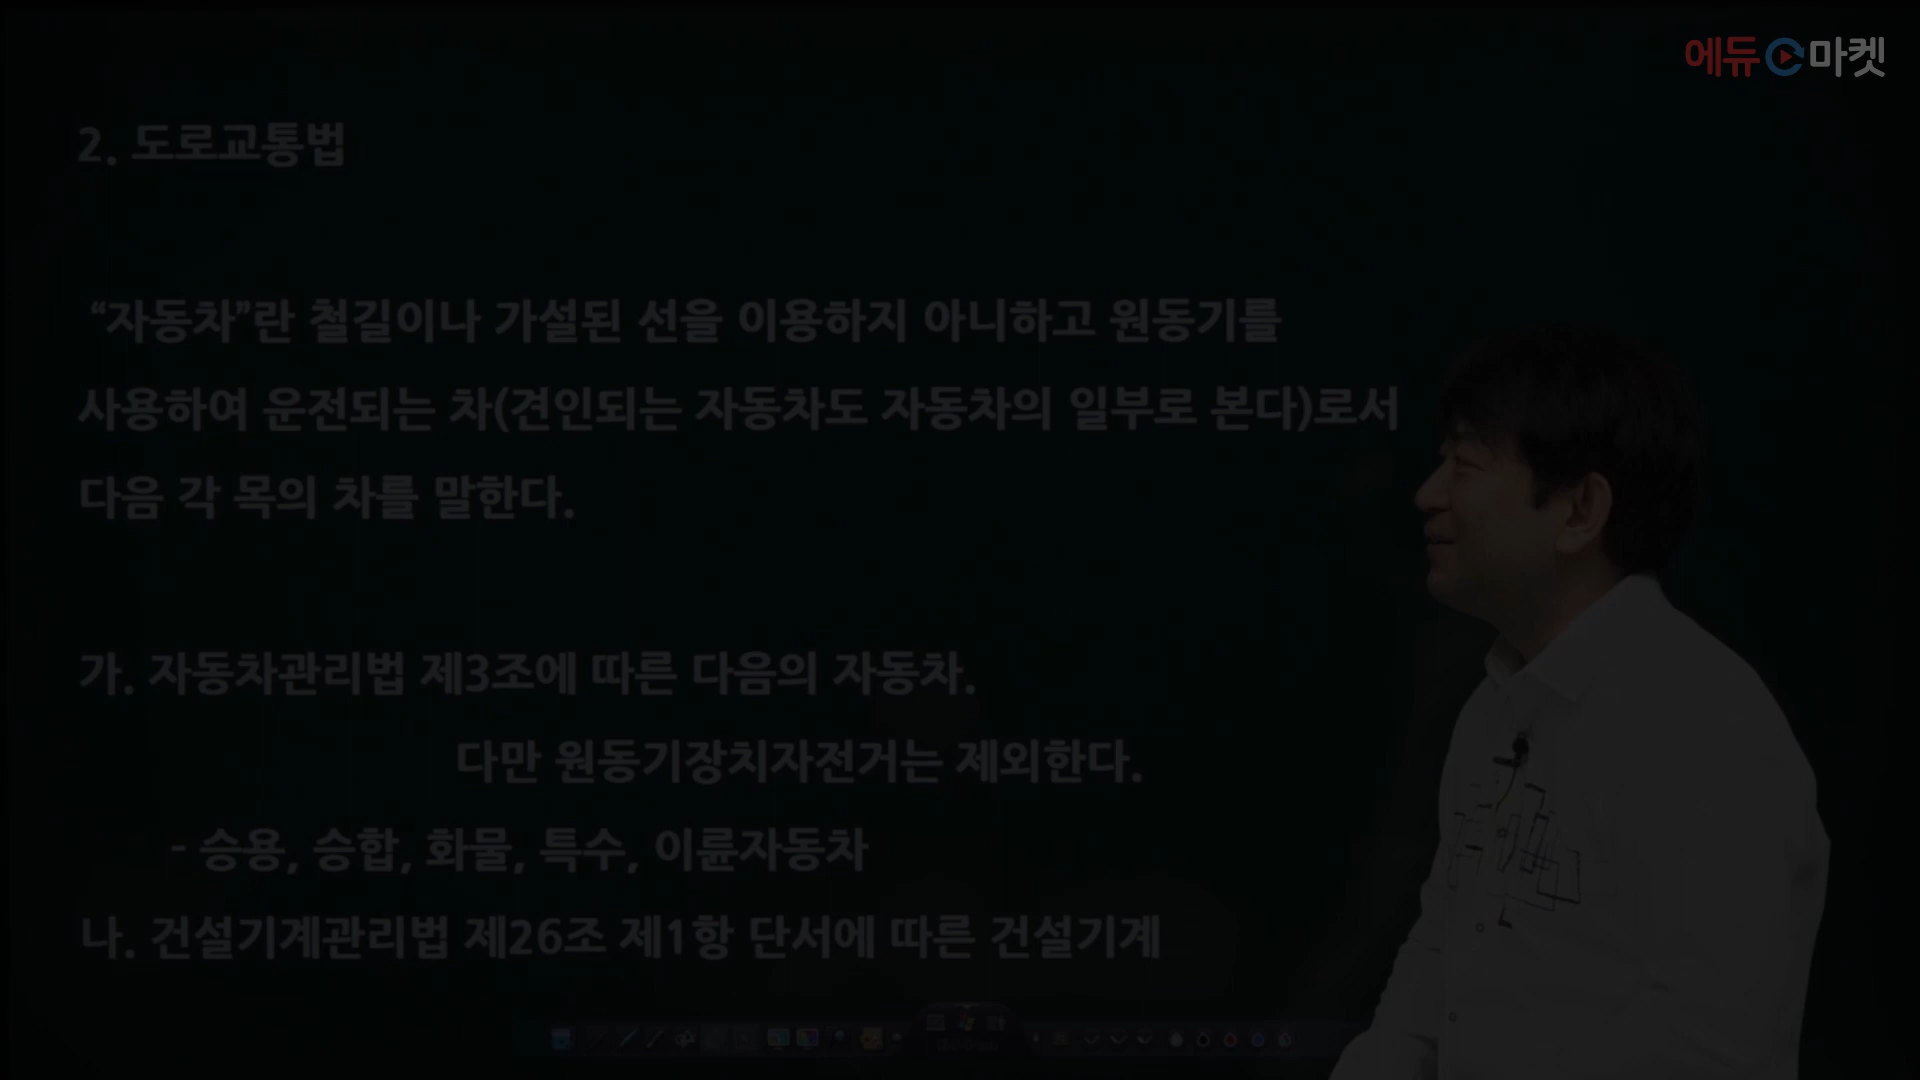 에듀 마켓
2. 도로교통법
“자동차”란 철길이나 가설된 선을 이용하지 아니하고 원동기를
사용하여 운전되는 차(견인되는 자동차도 자동차의 일부로 본다)로서
다음 각 목의 차를 말한다.
가. 자동차관리법 제3조에 따른 다음의 자동차.
다만 원동기장치자전거는 제외한다.
- 승용, 승합, 화물, 특수, 이륜자동차
나. 건설기계관리법 제26조 제1항 단서에 따른 건설기계